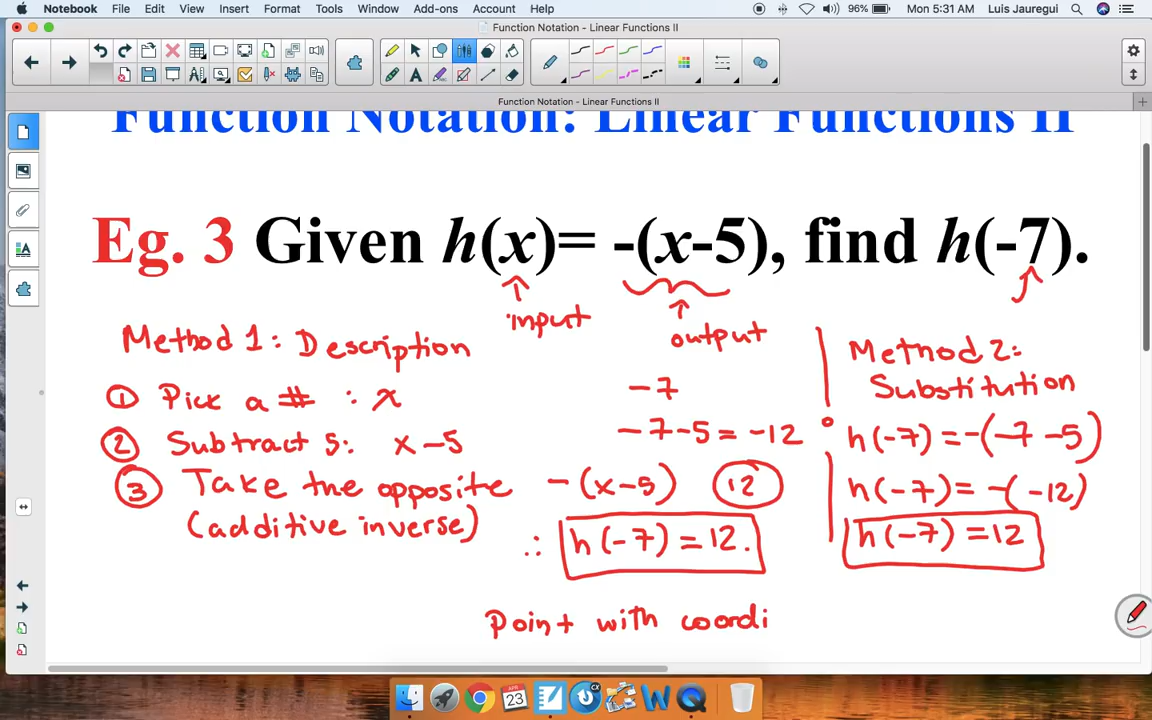 Notebook File Edit View Insert Format Tools Window Add-ons Account Help 96% Mon 5:31 AM Luis Jauregui
Function Notation - Linear Functions II
Function Notation - Linear Functions II
Function Notation: Linear Functions II
Eg. 3 Given h(x)= -(x-5), find h(-7).
input
output
Method 1: Description
① Pick a # : x
-7
② Subtract 5: x-5
-7-5 = -12
③ Take the opposite -(x-5) 12
(additive inverse)
∴ h(-7) = 12.
Method 2:
Substitution
h(-7) = -(-7-5)
h(-7) = -(-12)
h(-7) = 12
Point with coordi
APR
23
CX
W